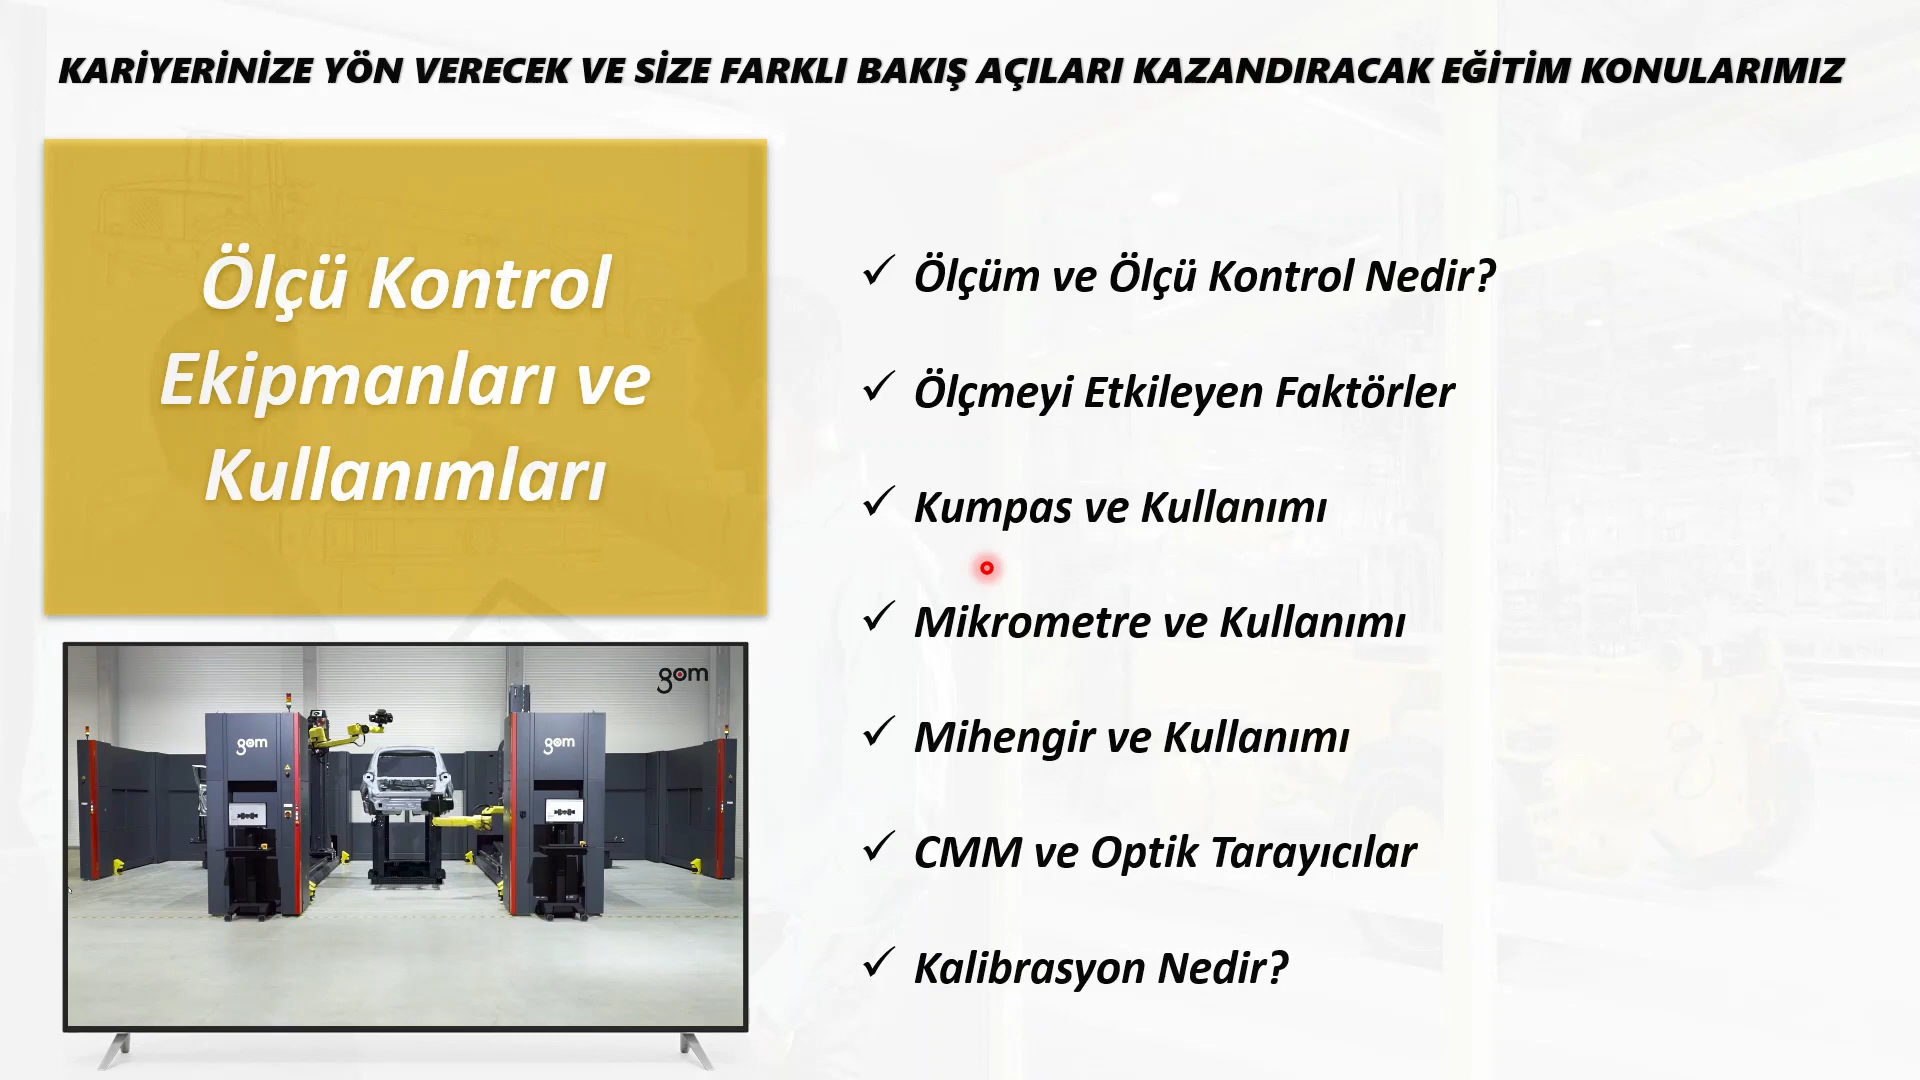 KARİYERİNİZE YÖN VERECEK VE SİZE FARKLI BAKIŞ AÇILARI KAZANDIRACAK EĞİTİM KONULARIMIZ
Ölçü Kontrol
Ekipmanları ve
Kullanımları
Ölçüm ve Ölçü Kontrol Nedir?
Ölçmeyi Etkileyen Faktörler
Kumpas ve Kullanımı
Mikrometre ve Kullanımı
Mihengir ve Kullanımı
CMM ve Optik Tarayıcılar
Kalibrasyon Nedir?
gom
gom
gom